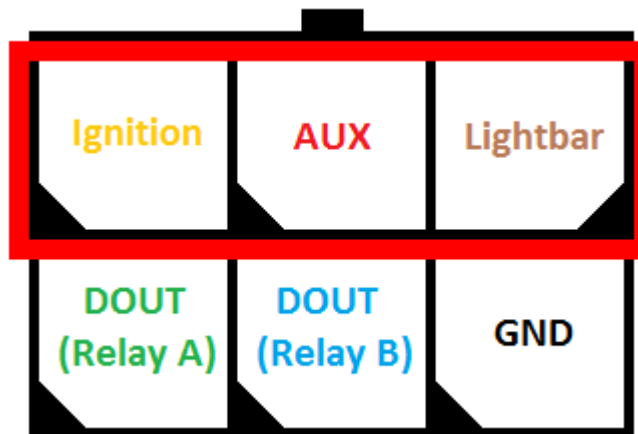 Ignition AUX Lightbar
DOUT DOUT GND
(Relay A) (Relay B)